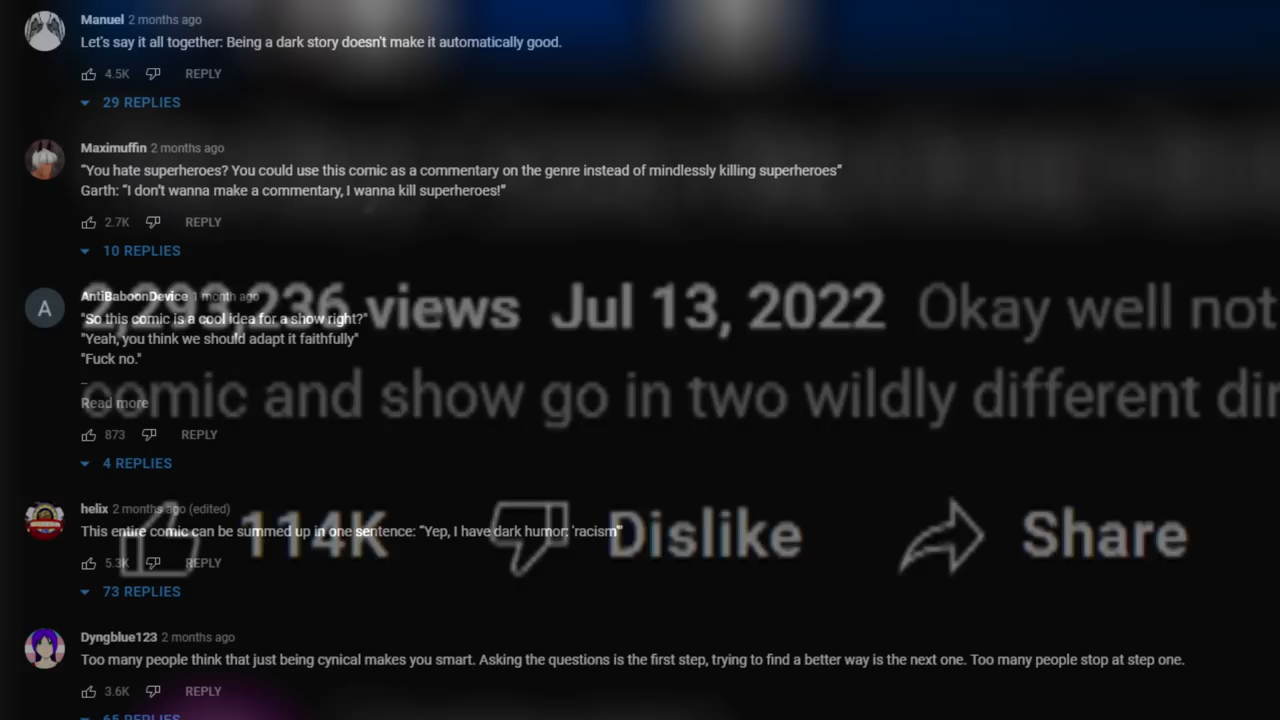 Manuel 2 months ago
Let's say it all together: Being a dark story doesn't make it automatically good.
4.5K REPLY
29 REPLIES
Maximuffin 2 months ago
"You hate superheroes? You could use this comic as a commentary on the genre instead of mindlessly killing superheroes"
Garth: "I don't wanna make a commentary, I wanna kill superheroes!"
2.7K REPLY
10 REPLIES
AntiBaboonDevice 1 month ago
236 views Jul 13, 2022 Okay well not
"So this comic is a cool idea for a show right?"
"Yeah, you think we should adapt it faithfully"
"Fuck no."
_
Read more
comic and show go in two wildly different
873 REPLY
4 REPLIES
helix 2 months ago (edited)
This entire comic can be summed up in one sentence: "Yep, I have dark humor: 'racism'"
114K Dislike Share
5.3K REPLY
73 REPLIES
Dyngblue123 2 months ago
Too many people think that just being cynical makes you smart. Asking the questions is the first step, trying to find a better way is the next one. Too many people stop at step one.
3.6K REPLY
65 REPLIES